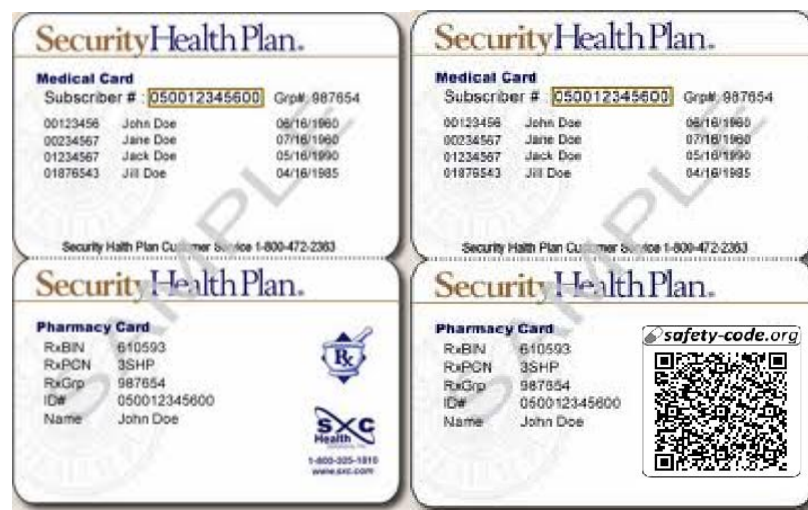 SecurityHealthPlan®
Medical Card
Subscriber # : 050012345600 Grp#: 987654
00123456 John Doe 06/16/1960
00234567 Jane Doe 07/16/1960
01234567 Jack Doe 05/16/1990
01876543 Jill Doe 04/16/1985
Security Halth Plan Customer Service 1-800-472-2363
SAMPLE
SecurityHealthPlan®
Pharmacy Card
RxBIN 610593
RxPCN 3SHP
RxGrp 987654
ID# 050012345600
Name John Doe
Rx
SXC
Health
www.sxc.com
SecurityHealthPlan®
Medical Card
Subscriber # : 050012345600 Grp#: 987654
00123456 John Doe 06/16/1960
00234567 Jane Doe 07/16/1960
01234567 Jack Doe 05/16/1990
01876543 Jill Doe 04/16/1985
Security Halth Plan Customer Service 1-800-472-2363
SAMPLE
SecurityHealthPlan®
Pharmacy Card
RxBIN 610593
RxPCN 3SHP
RxGrp 987654
ID# 050012345600
Name John Doe
safety-code.org